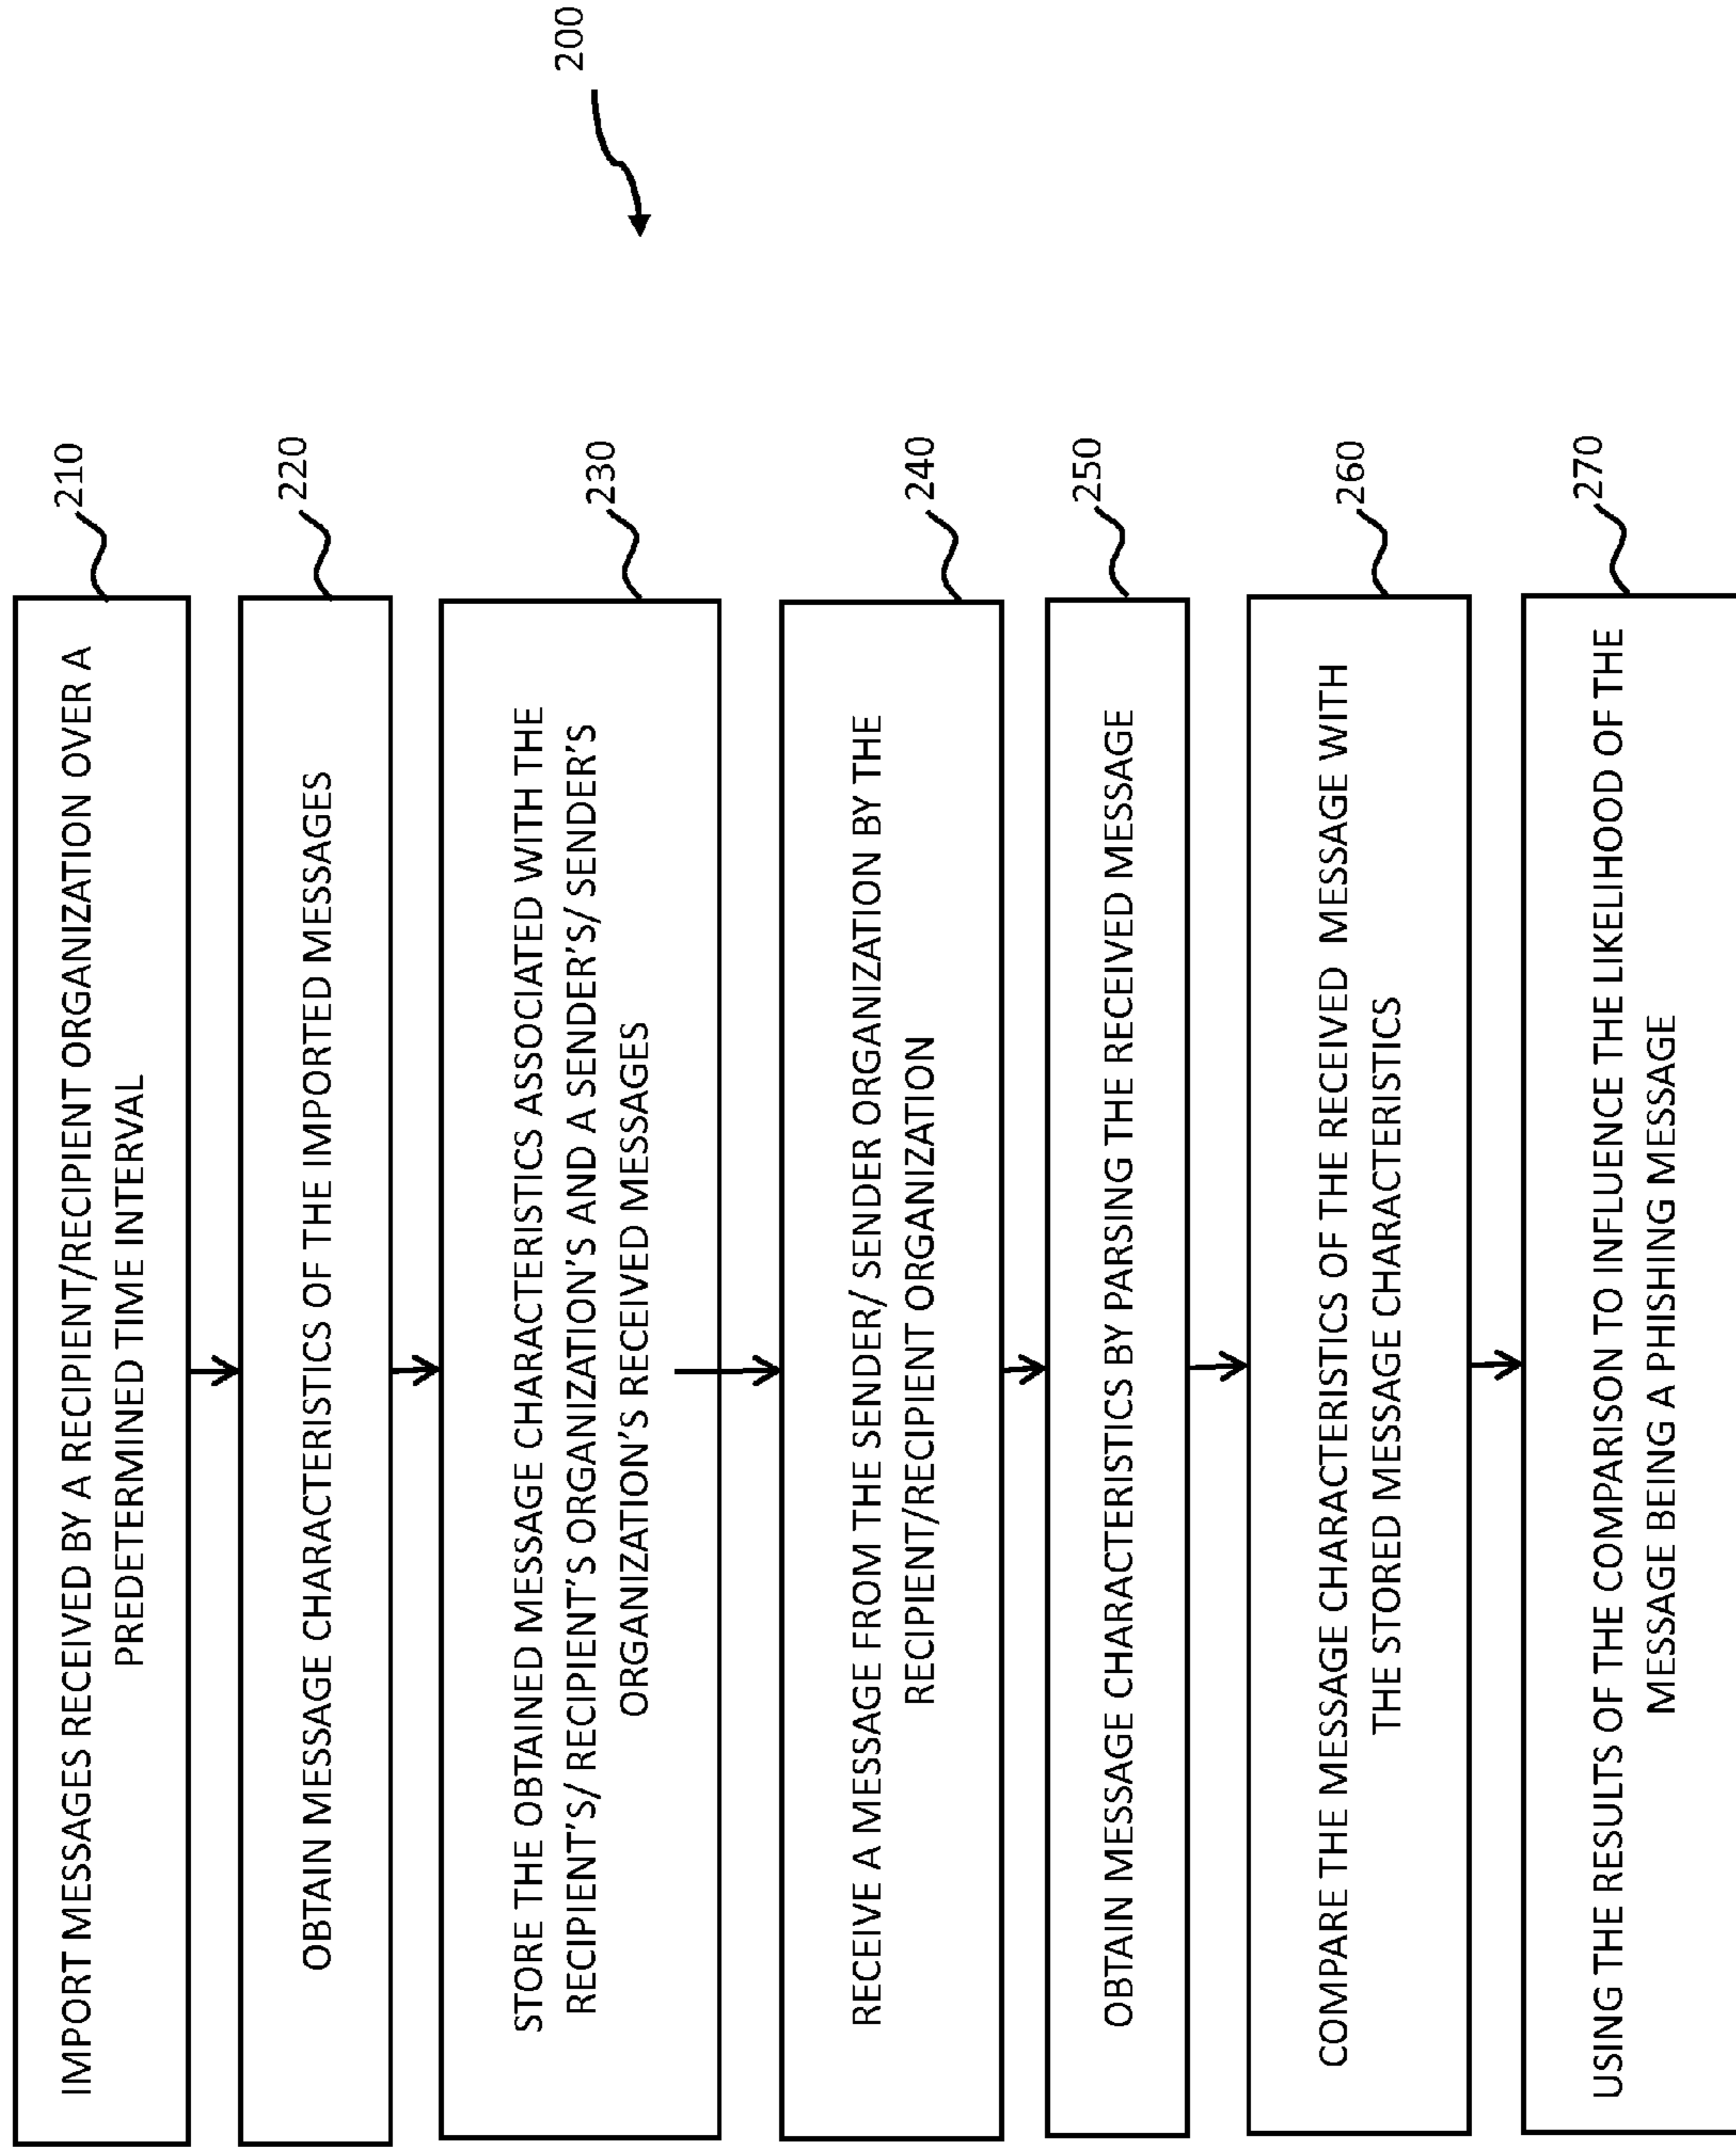 200
IMPORT MESSAGES RECEIVED BY A RECIPIENT/RECIPIENT ORGANIZATION OVER A
PREDETERMINED TIME INTERVAL
210
OBTAIN MESSAGE CHARACTERISTICS OF THE IMPORTED MESSAGES
220
STORE THE OBTAINED MESSAGE CHARACTERISTICS ASSOCIATED WITH THE
RECIPIENT'S/ RECIPIENT'S ORGANIZATION'S AND A SENDER'S/ SENDER'S
ORGANIZATION'S RECEIVED MESSAGES
230
RECEIVE A MESSAGE FROM THE SENDER/ SENDER ORGANIZATION BY THE
RECIPIENT/RECIPIENT ORGANIZATION
240
OBTAIN MESSAGE CHARACTERISTICS BY PARSING THE RECEIVED MESSAGE
250
COMPARE THE MESSAGE CHARACTERISTICS OF THE RECEIVED MESSAGE WITH
THE STORED MESSAGE CHARACTERISTICS
260
USING THE RESULTS OF THE COMPARISON TO INFLUENCE THE LIKELIHOOD OF THE
MESSAGE BEING A PHISHING MESSAGE
270